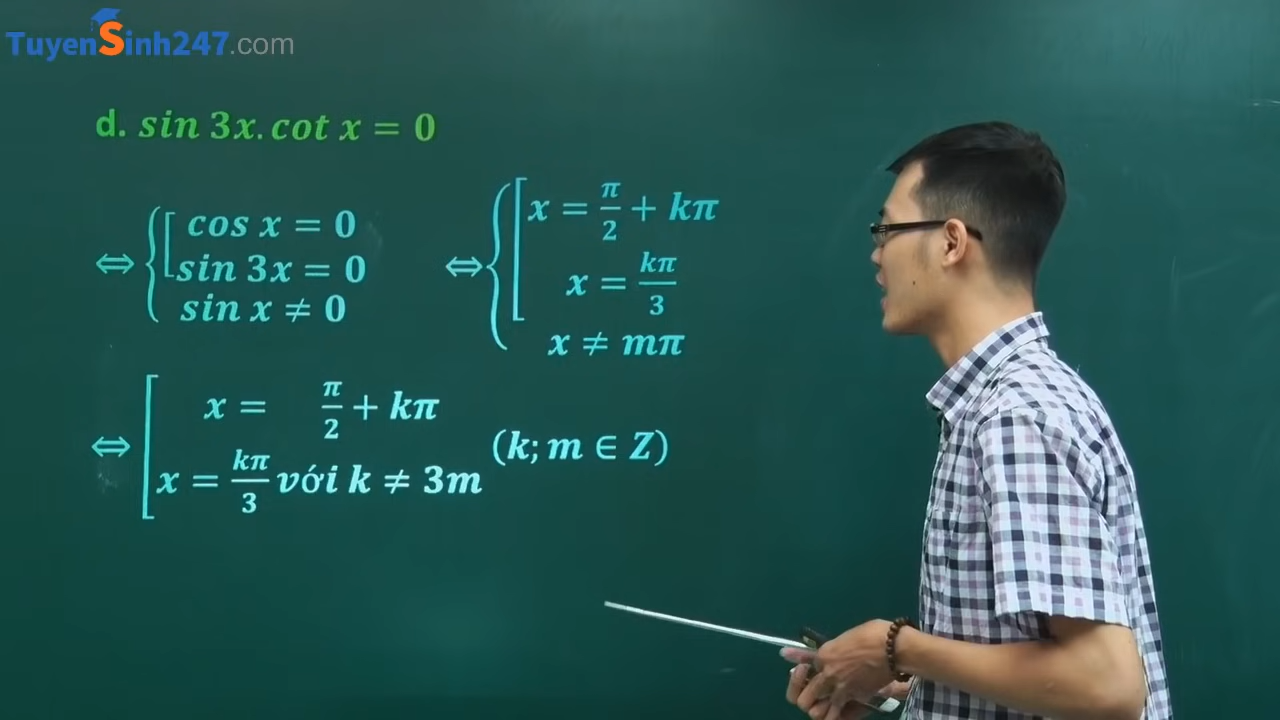 TuyenSinh247.com
d. sin 3x. cot x = 0
⇔ { [ cos x = 0
sin 3x = 0
sin x ≠ 0
⇔ { [ x = π/2 + kπ
x = kπ/3
x ≠ mπ
⇔ [ x = π/2 + kπ
x = kπ/3 với k ≠ 3m
(k; m ∈ Z)